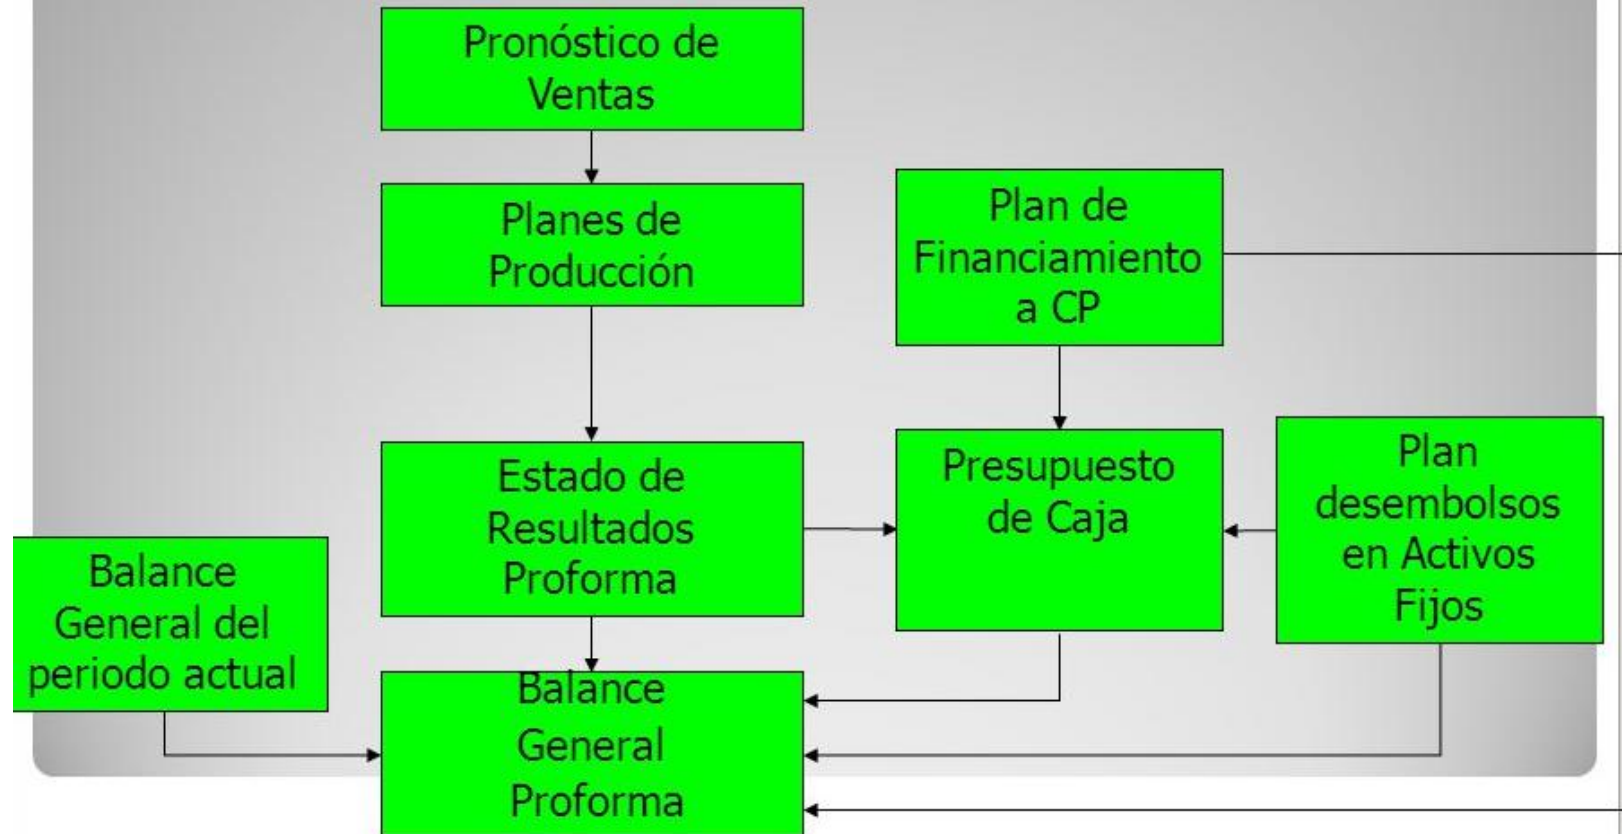 Pronóstico de
Ventas
Planes de
Producción
Plan de
Financiamiento
a CP
Estado de
Resultados
Proforma
Presupuesto
de Caja
Plan
desembolsos
en Activos
Fijos
Balance
General del
periodo actual
Balance
General
Proforma